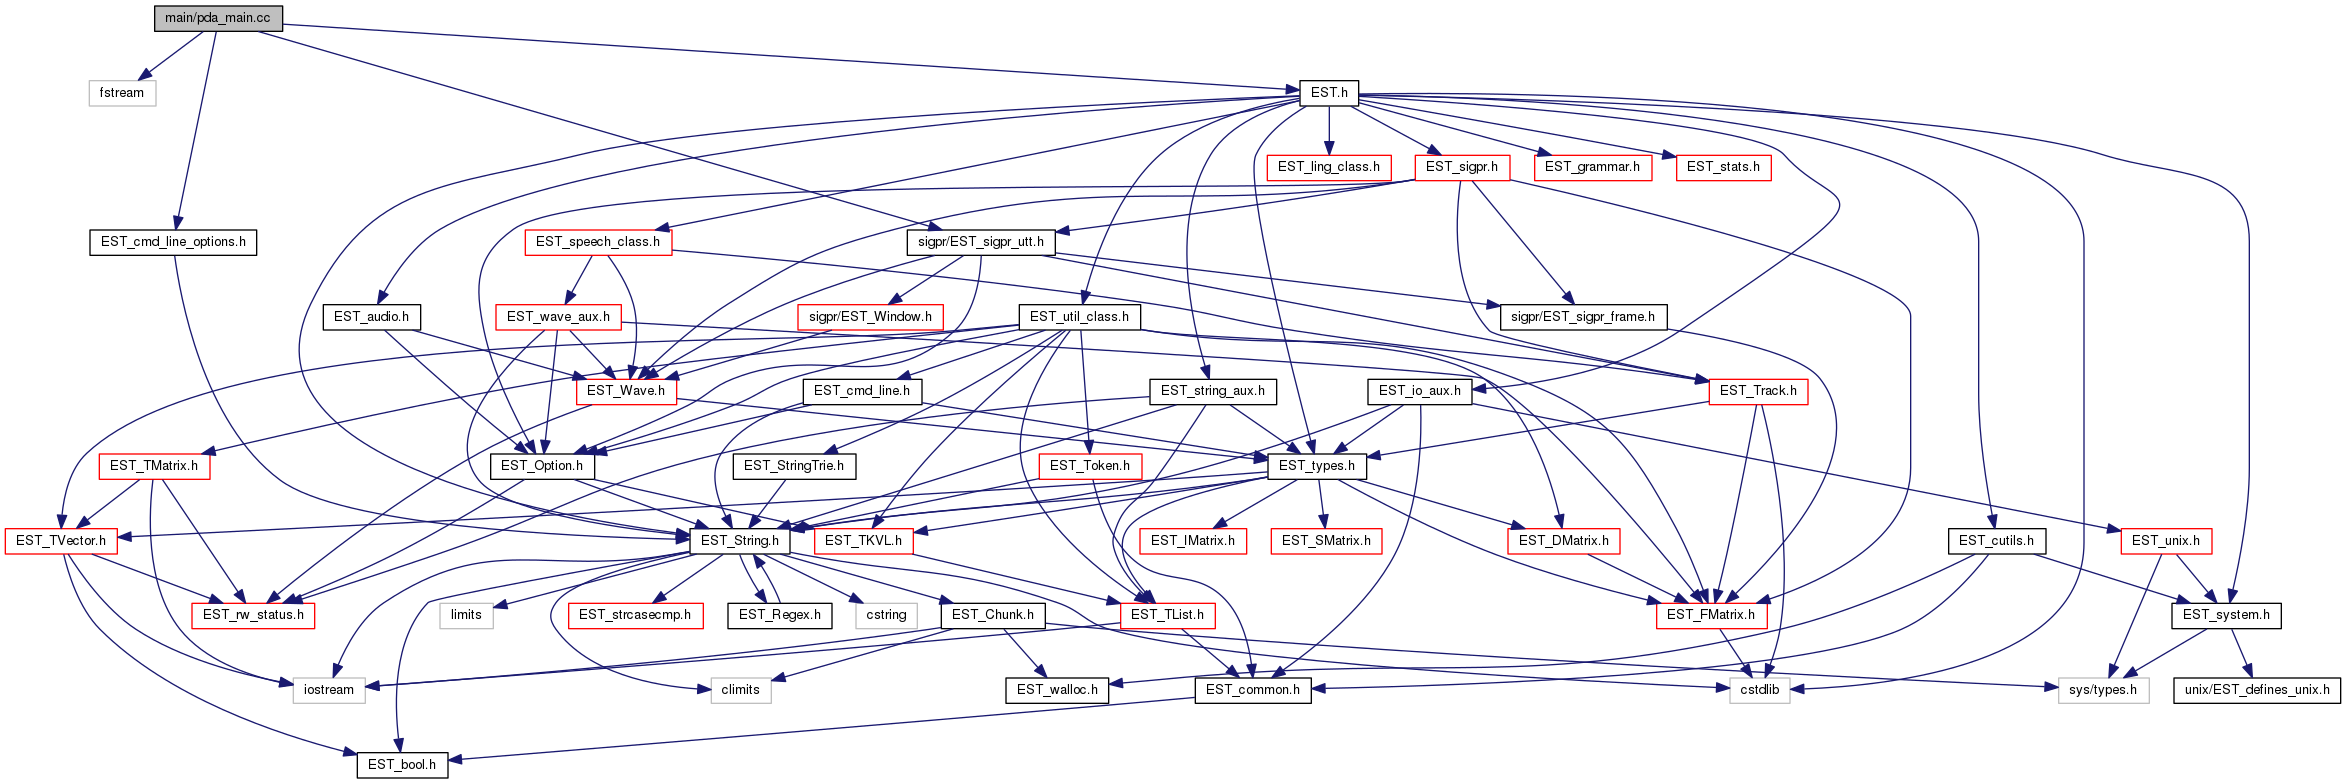 main/pda_main.cc
fstream
EST.h
EST_ling_class.h
EST_sigpr.h
EST_grammar.h
EST_stats.h
EST_cmd_line_options.h
EST_speech_class.h
sigpr/EST_sigpr_utt.h
EST_audio.h
EST_wave_aux.h
sigpr/EST_Window.h
EST_util_class.h
sigpr/EST_sigpr_frame.h
EST_Wave.h
EST_cmd_line.h
EST_string_aux.h
EST_io_aux.h
EST_Track.h
EST_TMatrix.h
EST_Option.h
EST_StringTrie.h
EST_Token.h
EST_types.h
EST_TVector.h
EST_String.h
EST_TKVL.h
EST_IMatrix.h
EST_SMatrix.h
EST_DMatrix.h
EST_cutils.h
EST_unix.h
EST_rw_status.h
limits
EST_strcasecmp.h
EST_Regex.h
cstring
EST_Chunk.h
EST_TList.h
EST_FMatrix.h
EST_system.h
iostream
climits
EST_walloc.h
EST_common.h
cstdlib
sys/types.h
unix/EST_defines_unix.h
EST_bool.h